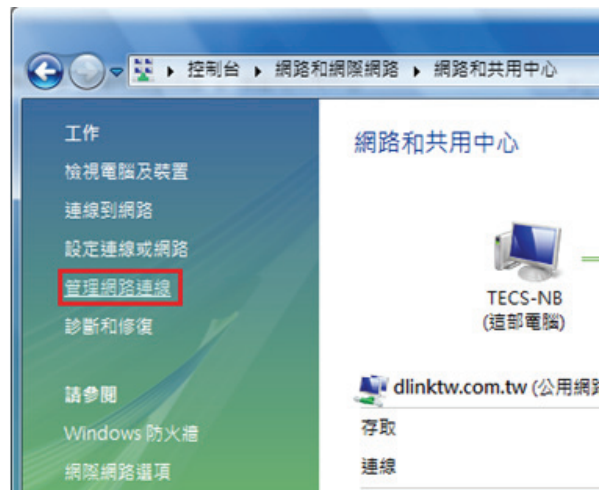 控制台 ▸ 網路和網際網路 ▸ 網路和共用中心
工作
檢視電腦及裝置
連線到網路
設定連線或網路
管理網路連線
診斷和修復
請參閱
Windows 防火牆
網際網路選項
網路和共用中心
TECS-NB
(這部電腦)
dlinktw.com.tw (公用網路
存取
連線